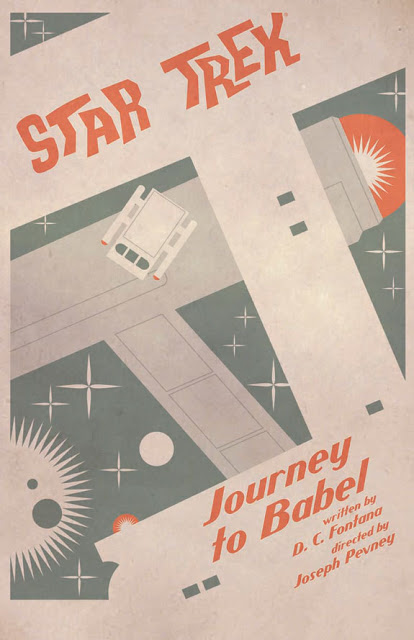 STAR TREK
Journey
to Babel
written by
D. C. Fontana
directed by
Joseph Pevney